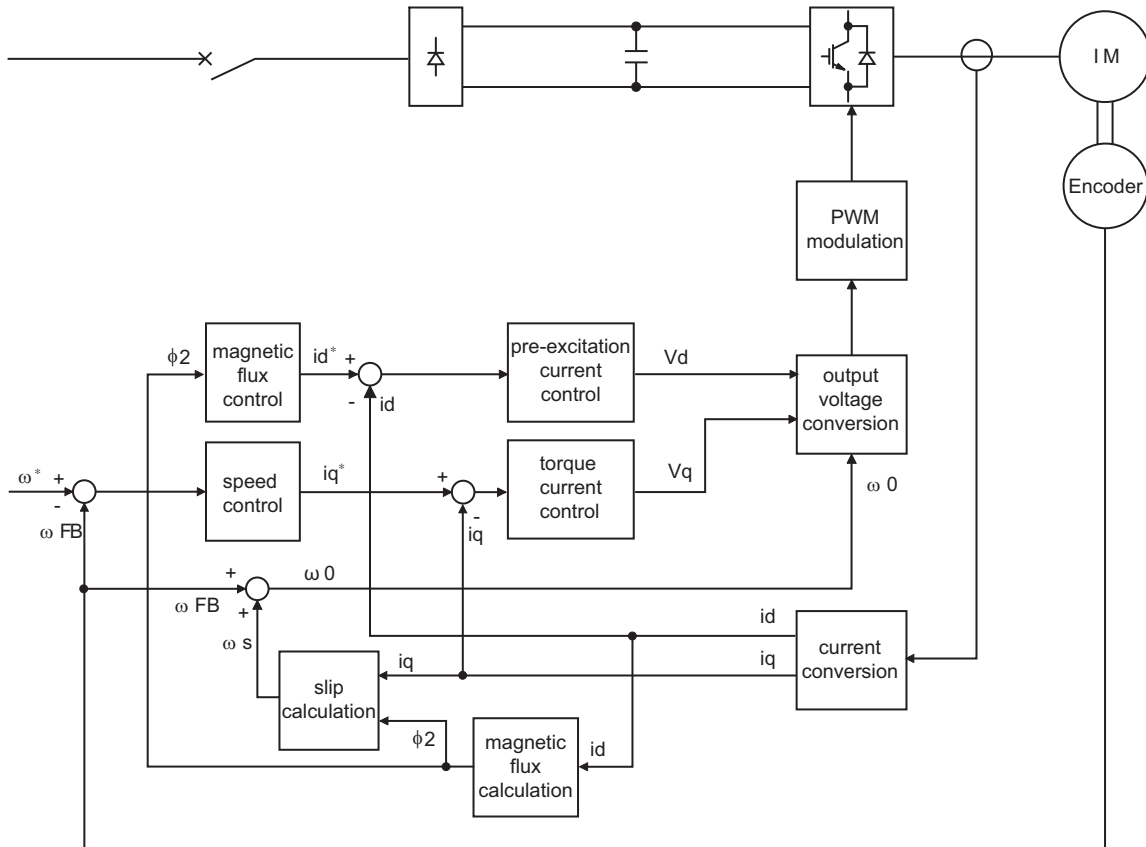 IM
Encoder
PWM
modulation
ϕ2
magnetic
flux
control
id*
+
-
id
pre-excitation
current
control
Vd
output
voltage
conversion
ω*
+
-
ω FB
speed
control
iq*
+
-
iq
torque
current
control
Vq
ω 0
+
ω FB
+
ω s
ω 0
slip
calculation
iq
ϕ2
magnetic
flux
calculation
id
id
iq
current
conversion